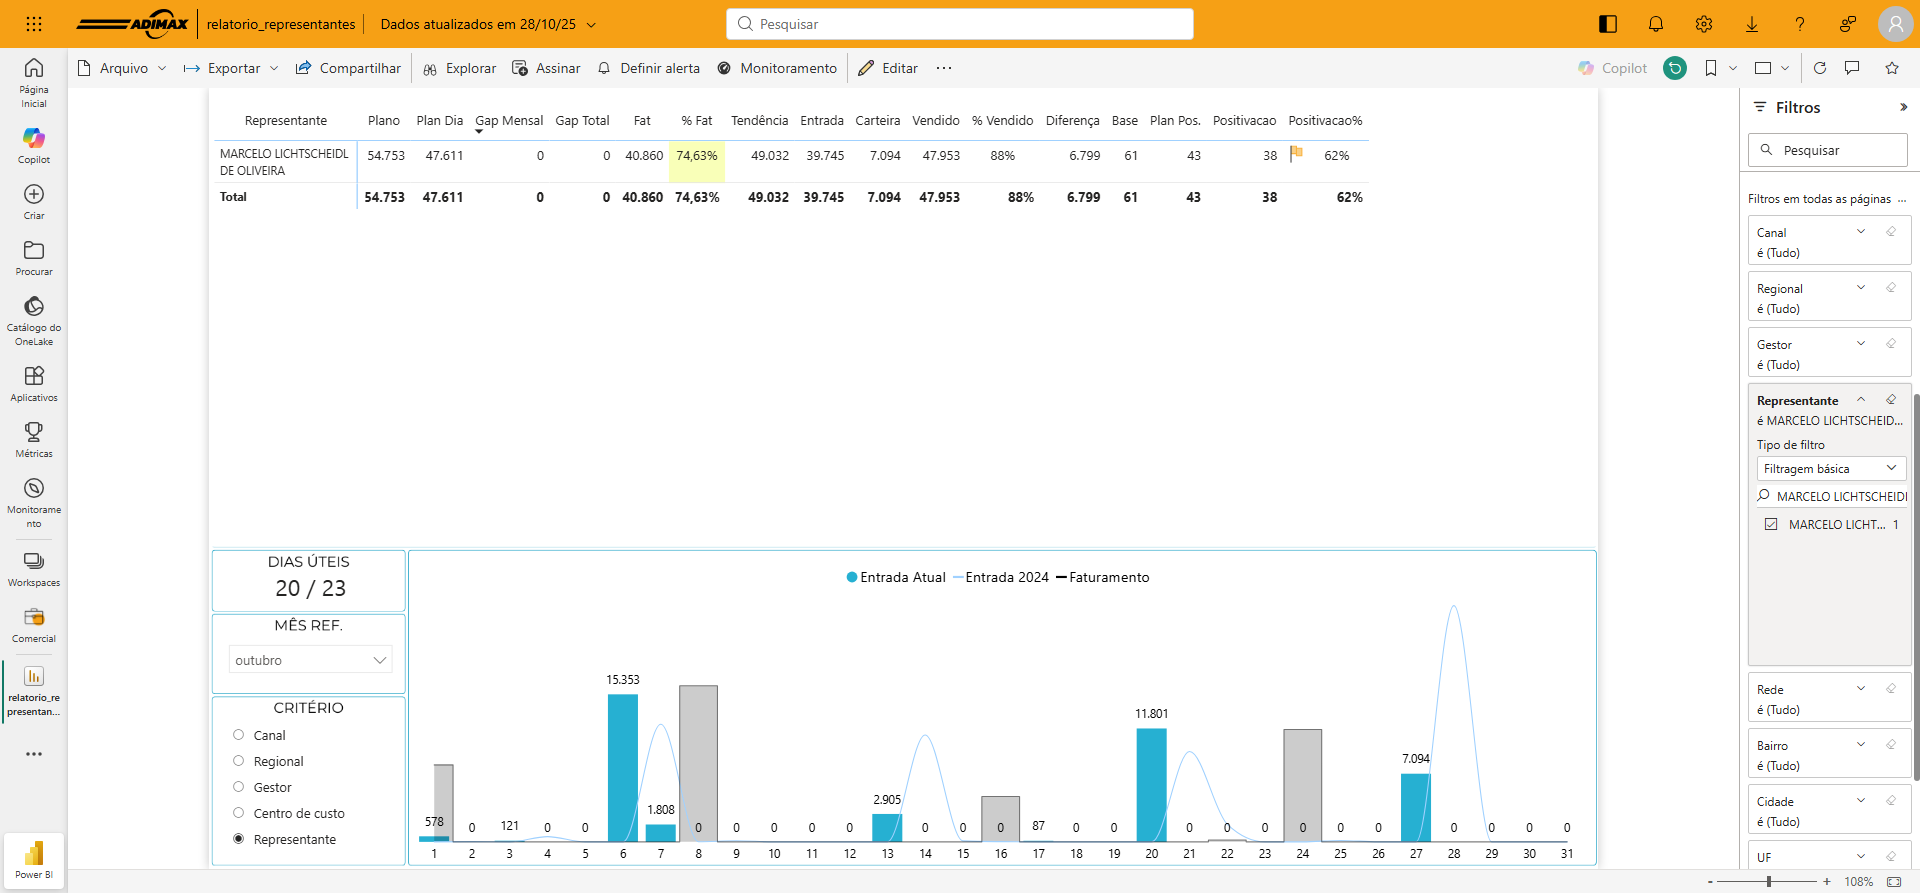 ADIMAX relatorio_representantes Dados atualizados em 28/10/25 Pesquisar
Arquivo Exportar Compartilhar Explorar Assinar Definir alerta Monitoramento Editar ... Copilot
Página
Inicial
Copilot
Criar
Procurar
Catálogo do
OneLake
Aplicativos
Métricas
Monitorame
nto
Workspaces
Comercial
relatorio_re
presentan...
Power BI
Representante Plano Plan Dia Gap Mensal Gap Total Fat % Fat Tendência Entrada Carteira Vendido % Vendido Diferença Base Plan Pos. Positivacao Positivacao%
MARCELO LICHTSCHEIDL
DE OLIVEIRA
54.753 47.611 0 0 40.860 74,63% 49.032 39.745 7.094 47.953 88% 6.799 61 43 38 62%
Total 54.753 47.611 0 0 40.860 74,63% 49.032 39.745 7.094 47.953 88% 6.799 61 43 38 62%
DIAS ÚTEIS
20 / 23
MÊS REF.
outubro
CRITÉRIO
Canal
Regional
Gestor
Centro de custo
Representante
Entrada Atual Entrada 2024 Faturamento
578 0 121 0 0 15.353 1.808 0 0 0 0 0 2.905 0 0 0 87 0 0 11.801 0 0 0 0 0 0 7.094 0 0 0 0
1 2 3 4 5 6 7 8 9 10 11 12 13 14 15 16 17 18 19 20 21 22 23 24 25 26 27 28 29 30 31
Filtros
Pesquisar
Filtros em todas as páginas ...
Canal
é (Tudo)
Regional
é (Tudo)
Gestor
é (Tudo)
Representante
é MARCELO LICHTSCHEID...
Tipo de filtro
Filtragem básica
MARCELO LICHTSCHEIDI
MARCELO LICHT... 1
Rede
é (Tudo)
Bairro
é (Tudo)
Cidade
é (Tudo)
UF
- + 108%